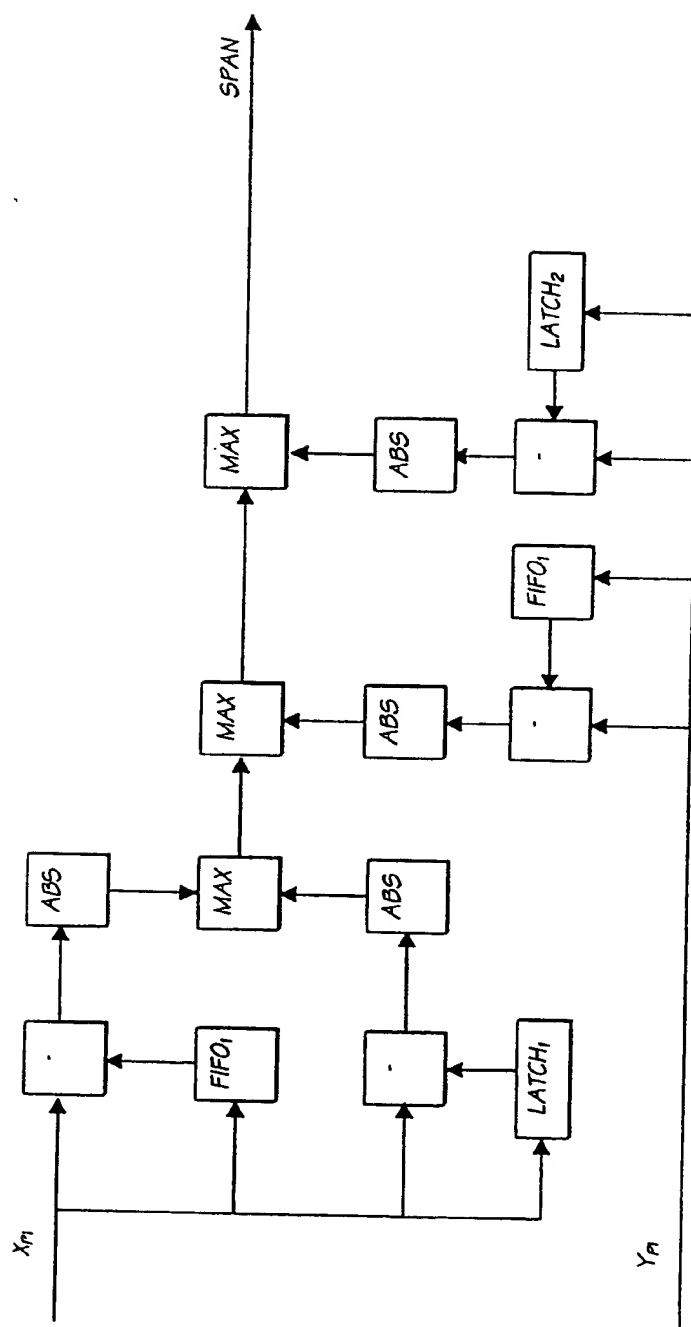 X_P1
-
ABS
FIFO₁
MAX
-
ABS
LATCH₁
MAX
ABS
-
FIFO₁
MAX
ABS
-
LATCH₂
SPAN
Y_P1